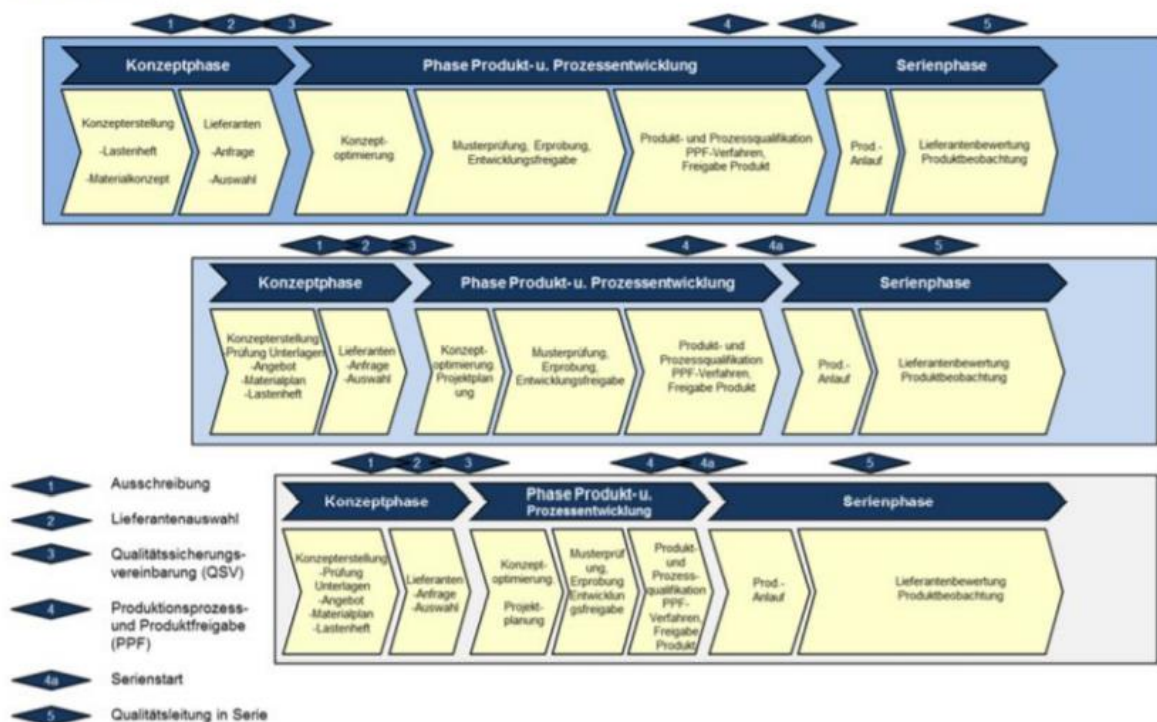 1
2
3
4
4a
5
Konzeptphase
Phase Produkt- u. Prozessentwicklung
Serienphase
Konzepterstellung
-Lastenheft
-Materialkonzept
Lieferanten
-Anfrage
-Auswahl
Konzept-
optimierung
Musterprüfung, Erprobung,
Entwicklungsfreigabe
Produkt- und Prozessqualifikation
PPF-Verfahren,
Freigabe Produkt
Prod.-
Anlauf
Lieferantenbewertung
Produktbeobachtung
1
2
3
4
4a
5
Konzeptphase
Phase Produkt- u. Prozessentwicklung
Serienphase
Konzepterstellung
-Prüfung Unterlagen
-Angebot
-Materialplan
-Lastenheft
Lieferanten
-Anfrage
-Auswahl
Konzept-
optimierung
Projektplan
ung
Musterprüfung,
Erprobung,
Entwicklungsfreigabe
Produkt- und
Prozessqualifikation
PPF-Verfahren,
Freigabe Produkt
Prod.-
Anlauf
Lieferantenbewertung
Produktbeobachtung
1
2
3
4
4a
5
Konzeptphase
Phase Produkt- u.
Prozessentwicklung
Serienphase
Konzepterstellung
-Prüfung
Unterlagen
-Angebot
-Materialplan
-Lastenheft
Lieferanten
-Anfrage
-Auswahl
Konzept-
optimierung
Projekt-
planung
Musterprüf
ung,
Erprobung
Entwicklun
gsfreigabe
Produkt-
und
Prozess-
qualifikation
PPF-
Verfahren,
Freigabe
Produkt
Prod.-
Anlauf
Lieferantenbewertung
Produktbeobachtung
1 Ausschreibung
2 Lieferantenauswahl
3 Qualitätssicherungs-
vereinbarung (QSV)
4 Produktionsprozess-
und Produktfreigabe
(PPF)
4a Serienstart
5 Qualitätsleitung in Serie